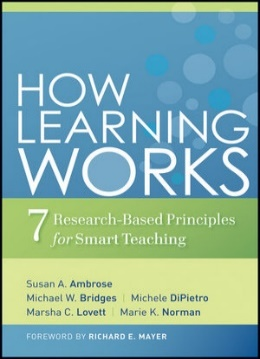 HOW
LEARNING
WORKS
7 Research-Based Principles
for Smart Teaching
Susan A. Ambrose
Michael W. Bridges | Michele DiPietro
Marsha C. Lovett | Marie K. Norman
FOREWORD BY RICHARD E. MAYER